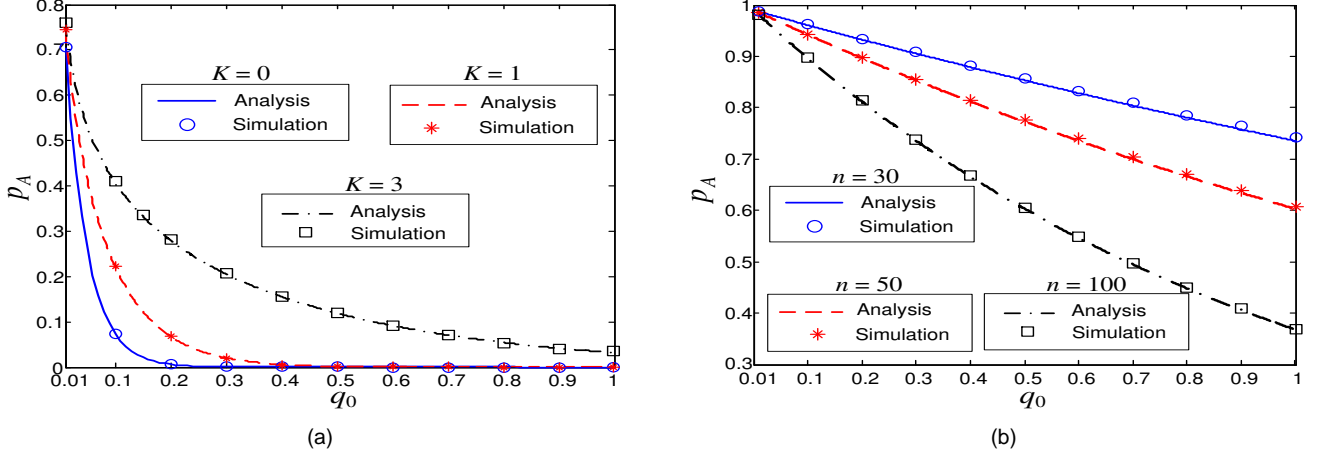 0.8
0.7
0.6
0.5
0.4
0.3
0.2
0.1
0
p_A
K = 0
Analysis
Simulation
K = 1
Analysis
Simulation
K = 3
Analysis
Simulation
0.01 0.1 0.2 0.3 0.4 0.5 0.6 0.7 0.8 0.9 1
q_0
(a)
1
0.9
0.8
0.7
0.6
0.5
0.4
0.3
p_A
n = 30
Analysis
Simulation
n = 50
Analysis
Simulation
n = 100
Analysis
Simulation
0.01 0.1 0.2 0.3 0.4 0.5 0.6 0.7 0.8 0.9 1
q_0
(b)